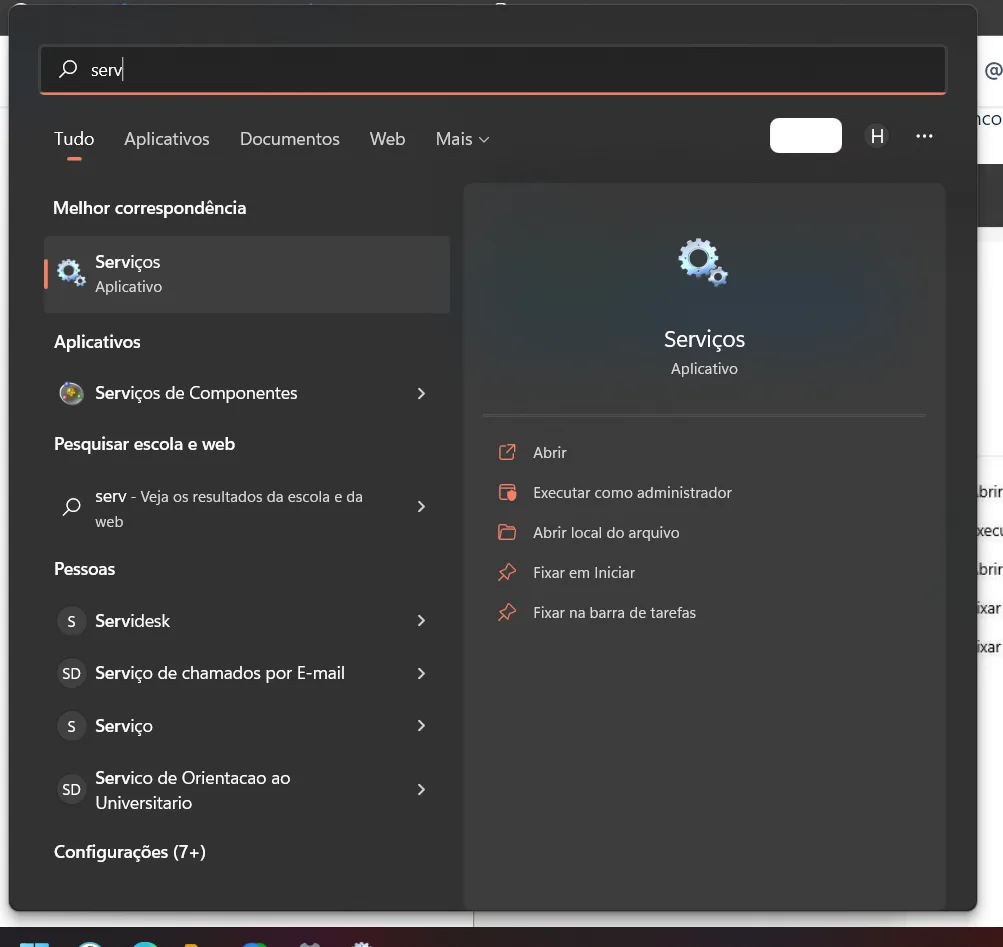 serv
Tudo Aplicativos Documentos Web Mais H
Melhor correspondência
Serviços
Aplicativo
Aplicativos
Serviços de Componentes
Pesquisar escola e web
serv - Veja os resultados da escola e da
web
Pessoas
S Servidesk
SD Serviço de chamados por E-mail
S Serviço
SD Servico de Orientacao ao
Universitario
Configurações (7+)
Serviços
Aplicativo
Abrir
Executar como administrador
Abrir local do arquivo
Fixar em Iniciar
Fixar na barra de tarefas
@